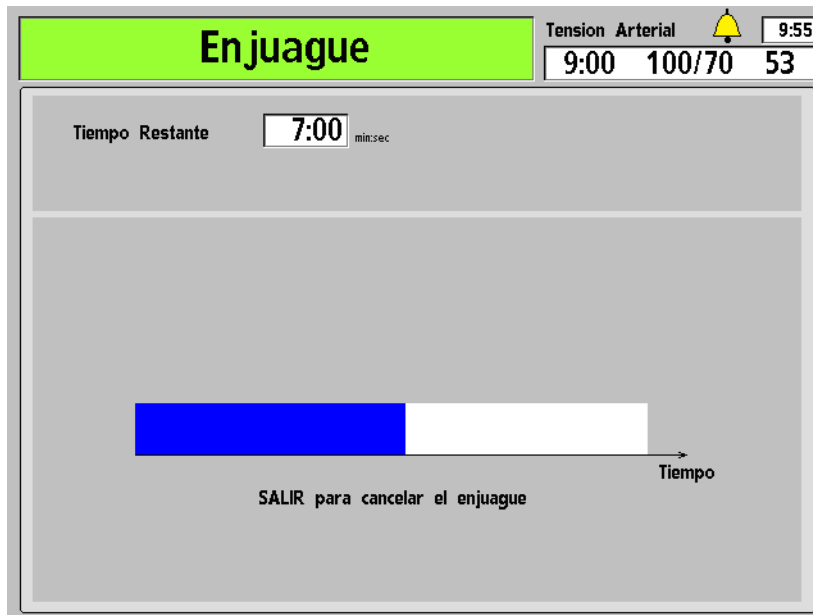 Enjuague
Tension Arterial
9:55
9:00 100/70 53
Tiempo Restante 7:00 min:sec
Tiempo
SALIR para cancelar el enjuague